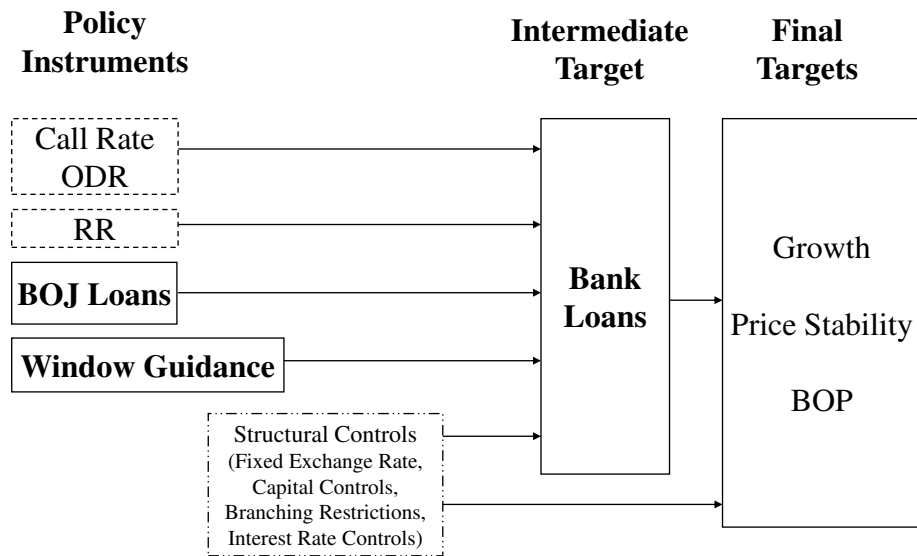 Policy
Instruments
Intermediate
Target
Final
Targets
Call Rate
ODR
RR
BOJ Loans
Window Guidance
Structural Controls
(Fixed Exchange Rate,
Capital Controls,
Branching Restrictions,
Interest Rate Controls)
Bank
Loans
Growth
Price Stability
BOP